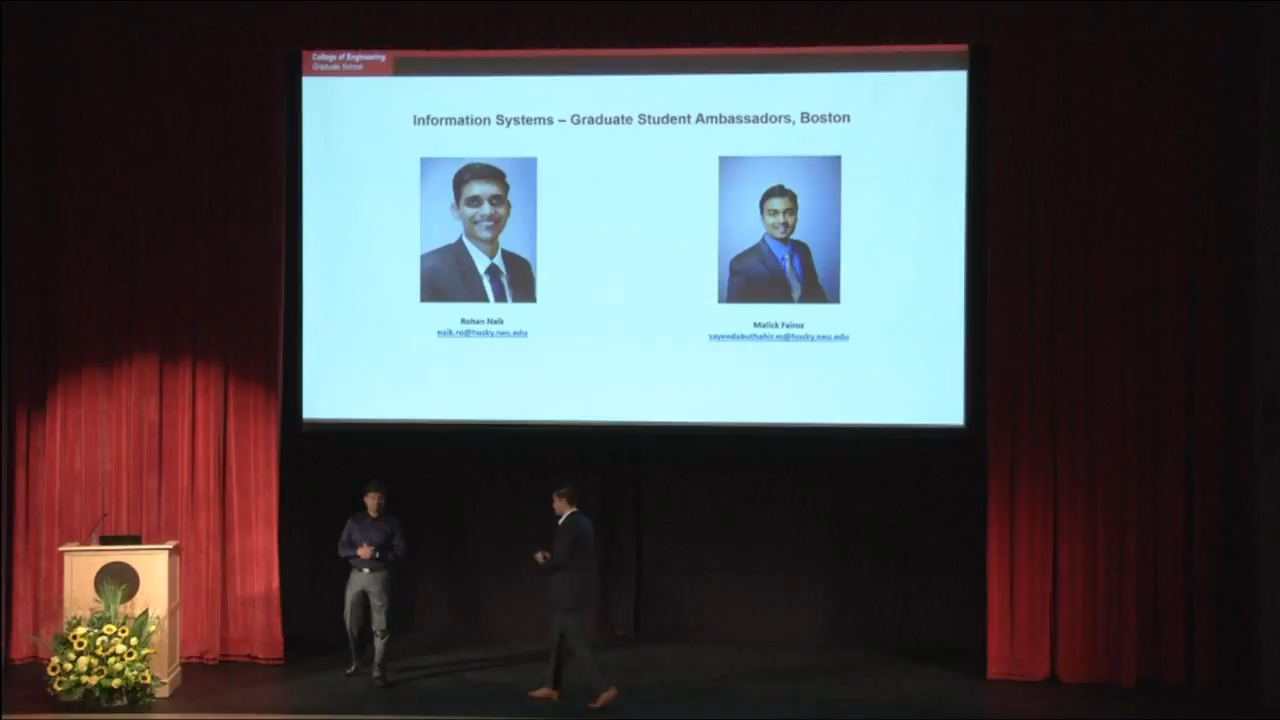 College of Engineering
Graduate School
Information Systems – Graduate Student Ambassadors, Boston
Rohan Naik
naik.ro@husky.neu.edu
Malick Fairoz
sayeedabuthahir.m@husky.neu.edu